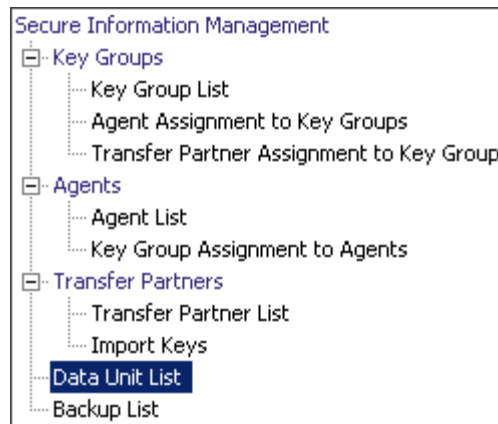 Secure Information Management
Key Groups
Key Group List
Agent Assignment to Key Groups
Transfer Partner Assignment to Key Group
Agents
Agent List
Key Group Assignment to Agents
Transfer Partners
Transfer Partner List
Import Keys
Data Unit List
Backup List